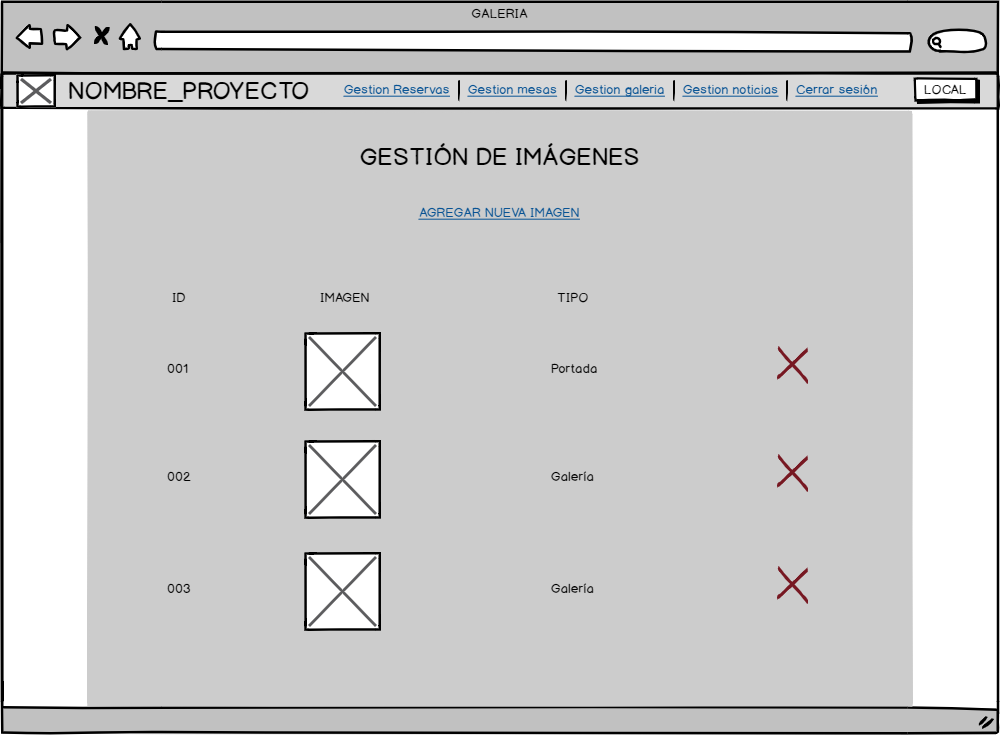 GALERIA
NOMBRE_PROYECTO Gestion Reservas Gestion mesas Gestion galeria Gestion noticias Cerrar sesión LOCAL
GESTIÓN DE IMÁGENES
AGREGAR NUEVA IMAGEN
ID IMAGEN TIPO
001 Portada
002 Galería
003 Galería